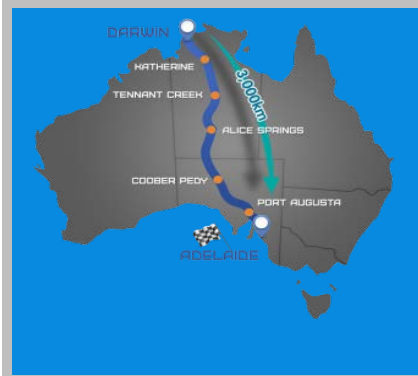 DARWIN
KATHERINE
3,000km
TENNANT CREEK
ALICE SPRINGS
COOBER PEDY
PORT AUGUSTA
ADELAIDE